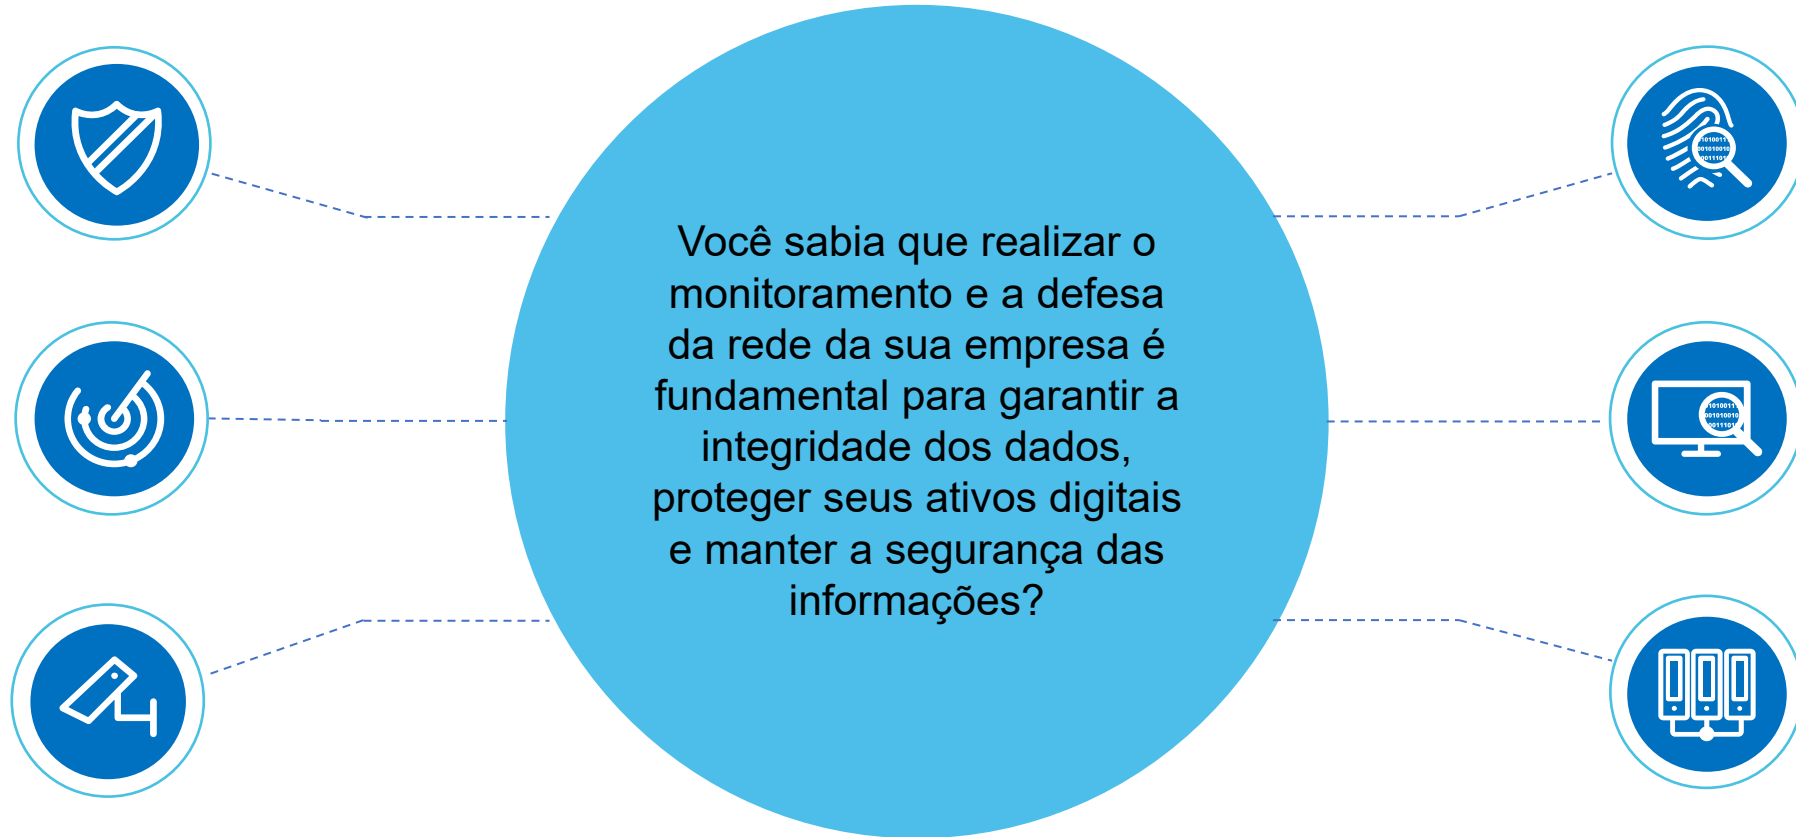 Você sabia que realizar o
monitoramento e a defesa
da rede da sua empresa é
fundamental para garantir a
integridade dos dados,
proteger seus ativos digitais
e manter a segurança das
informações?